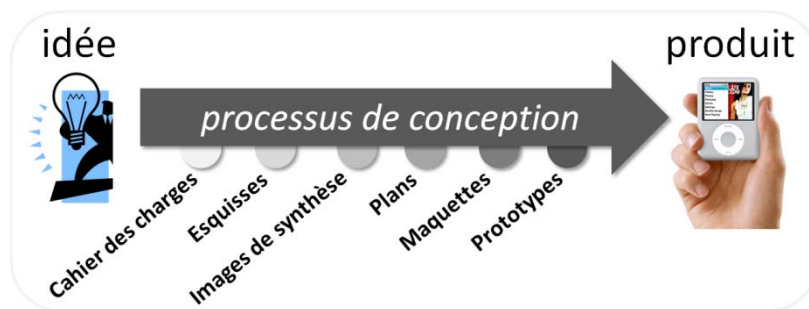 idée
produit
processus de conception
Cahier des charges
Esquisses
Images de synthèse
Plans
Maquettes
Prototypes